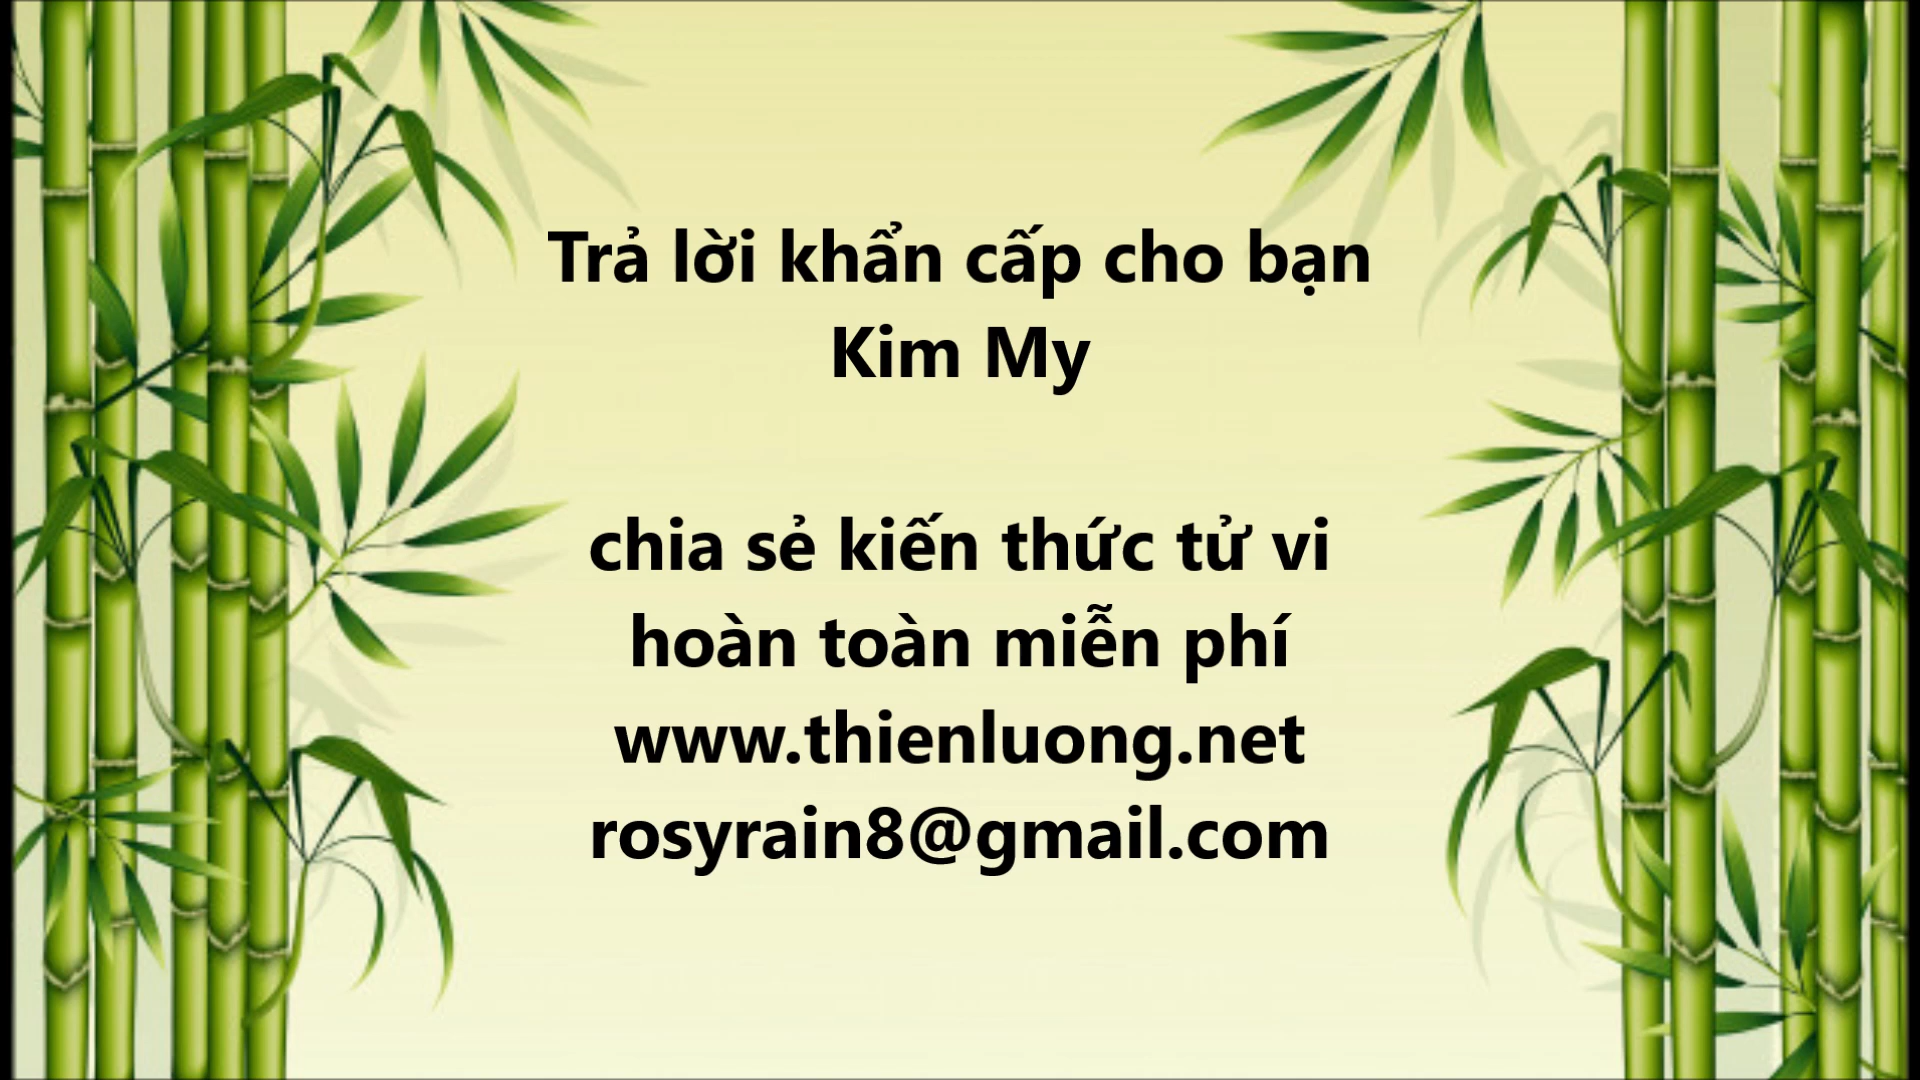 Trả lời khẩn cấp cho bạn
Kim My
chia sẻ kiến thức tử vi
hoàn toàn miễn phí
www.thienluong.net
rosyrain8@gmail.com